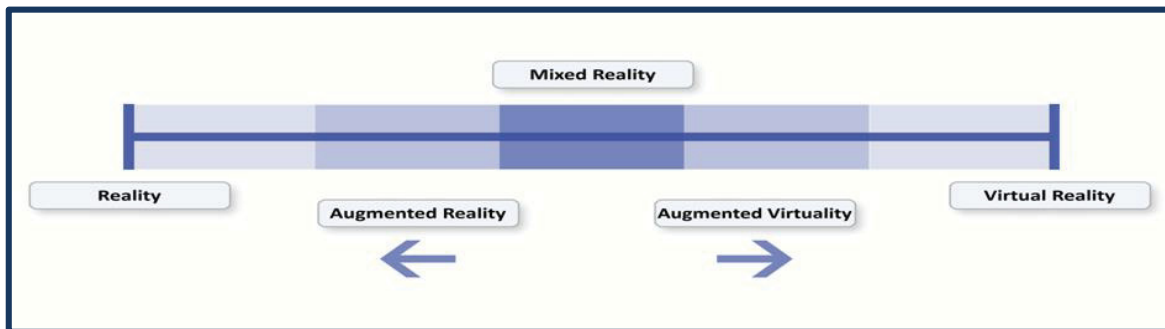 Mixed Reality
Reality
Virtual Reality
Augmented Reality
Augmented Virtuality